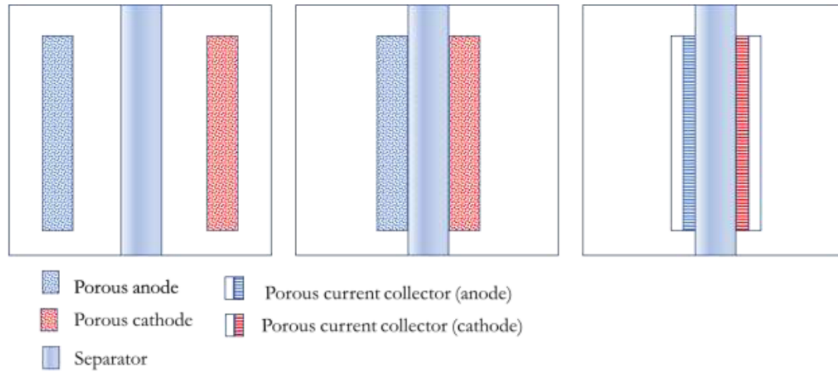 Porous anode
Porous current collector (anode)
Porous cathode
Porous current collector (cathode)
Separator